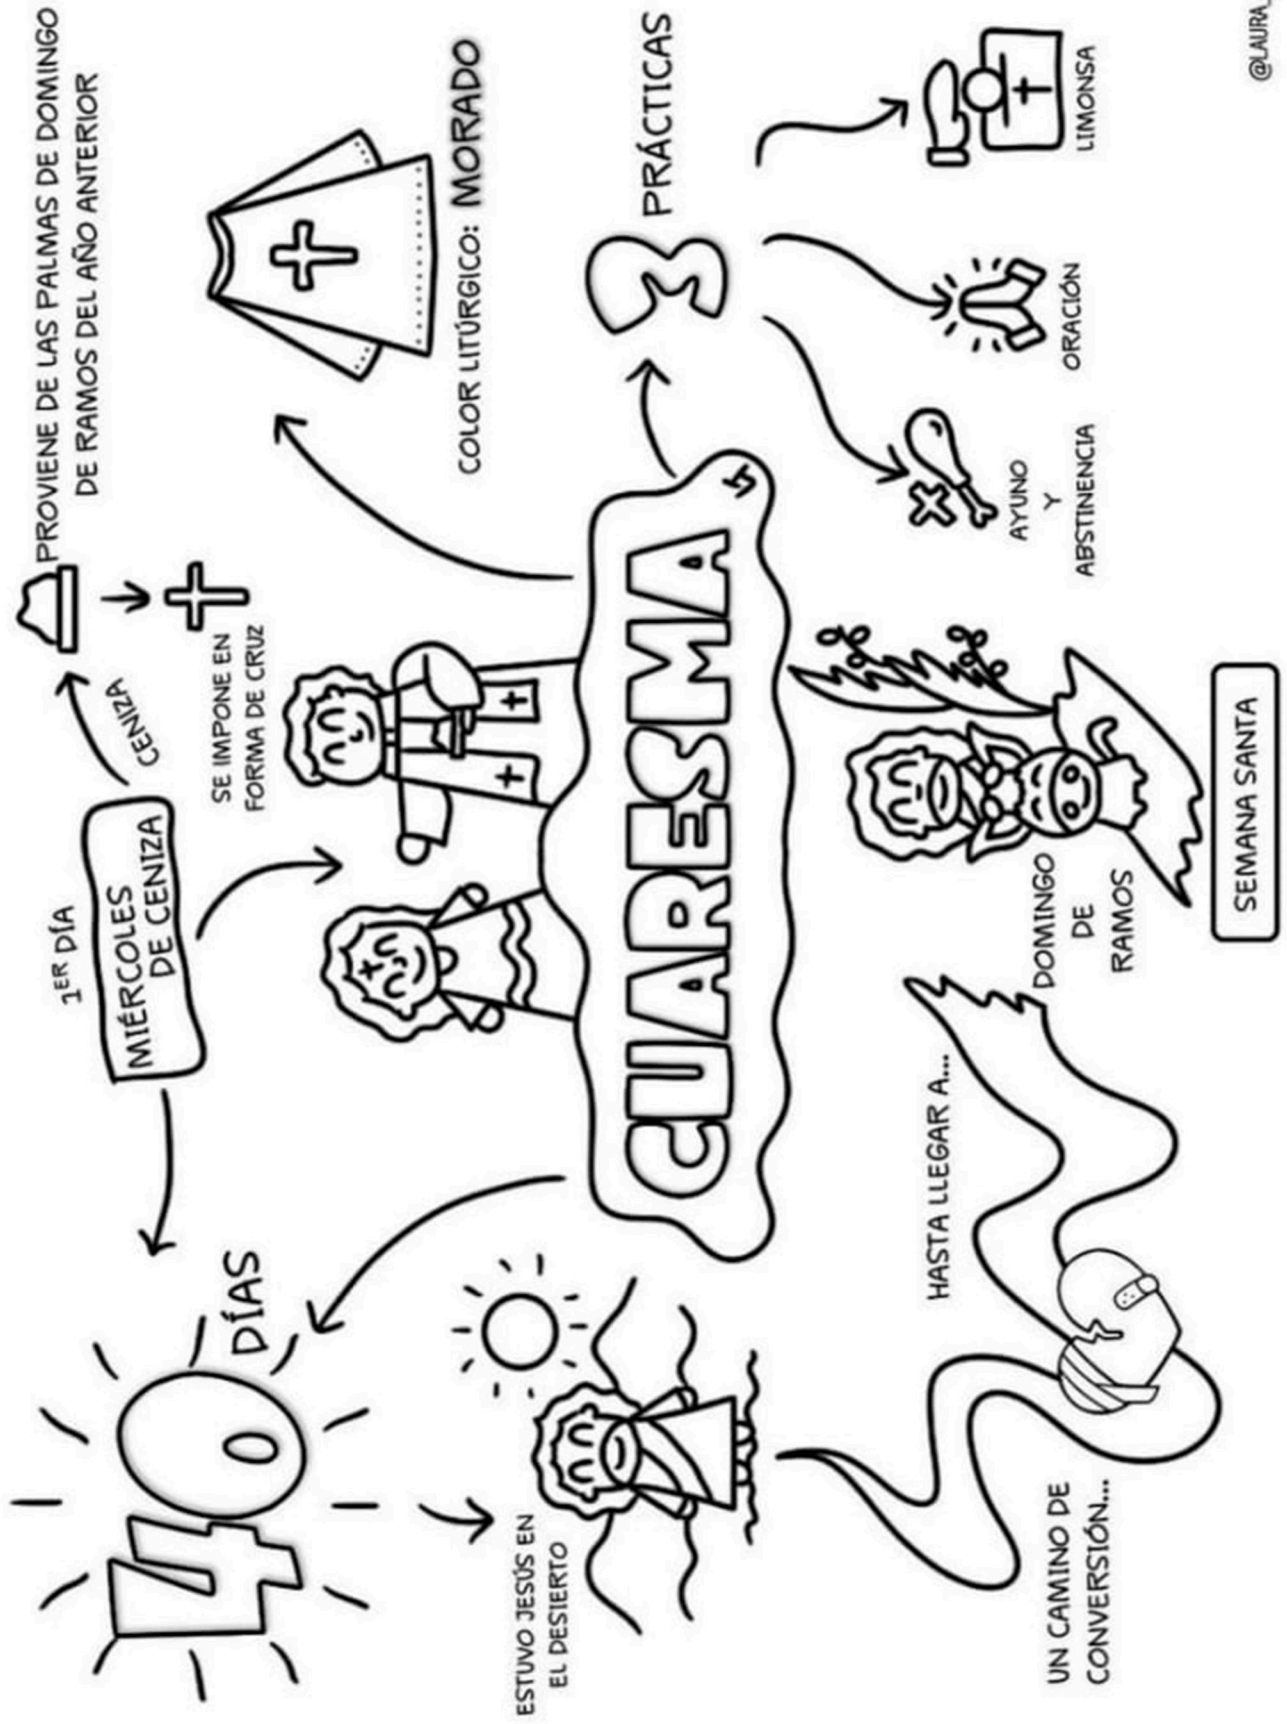 1ER DÍA
MIÉRCOLES
DE CENIZA
CENIZA
PROVIENE DE LAS PALMAS DE DOMINGO
DE RAMOS DEL AÑO ANTERIOR
SE IMPONE EN
FORMA DE CRUZ
40
DÍAS
COLOR LITÚRGICO: MORADO
ESTUVO JESÚS EN
EL DESIERTO
CUARESMA
3 PRÁCTICAS
AYUNO
Y
ABSTINENCIA
ORACIÓN
LIMONSA
HASTA LLEGAR A...
UN CAMINO DE
CONVERSIÓN...
DOMINGO
DE
RAMOS
SEMANA SANTA
@LAURA_